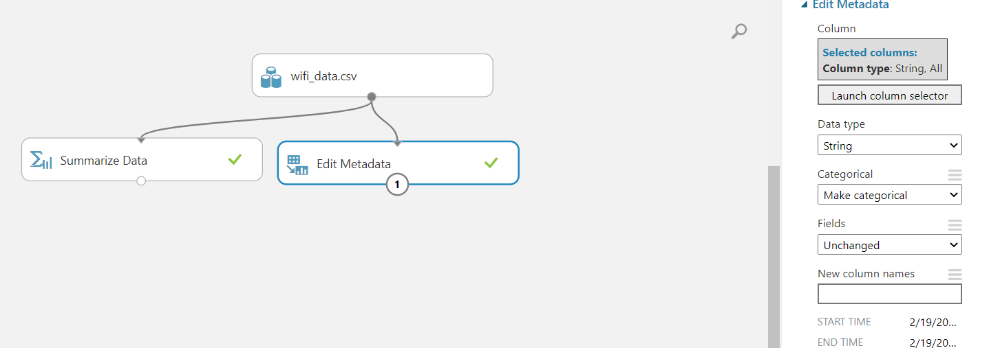 wifi_data.csv
Summarize Data
Edit Metadata
1
Edit Metadata
Column
Selected columns:
Column type: String, All
Launch column selector
Data type
String
Categorical
Make categorical
Fields
Unchanged
New column names
START TIME 2/19/20...
END TIME 2/19/20...